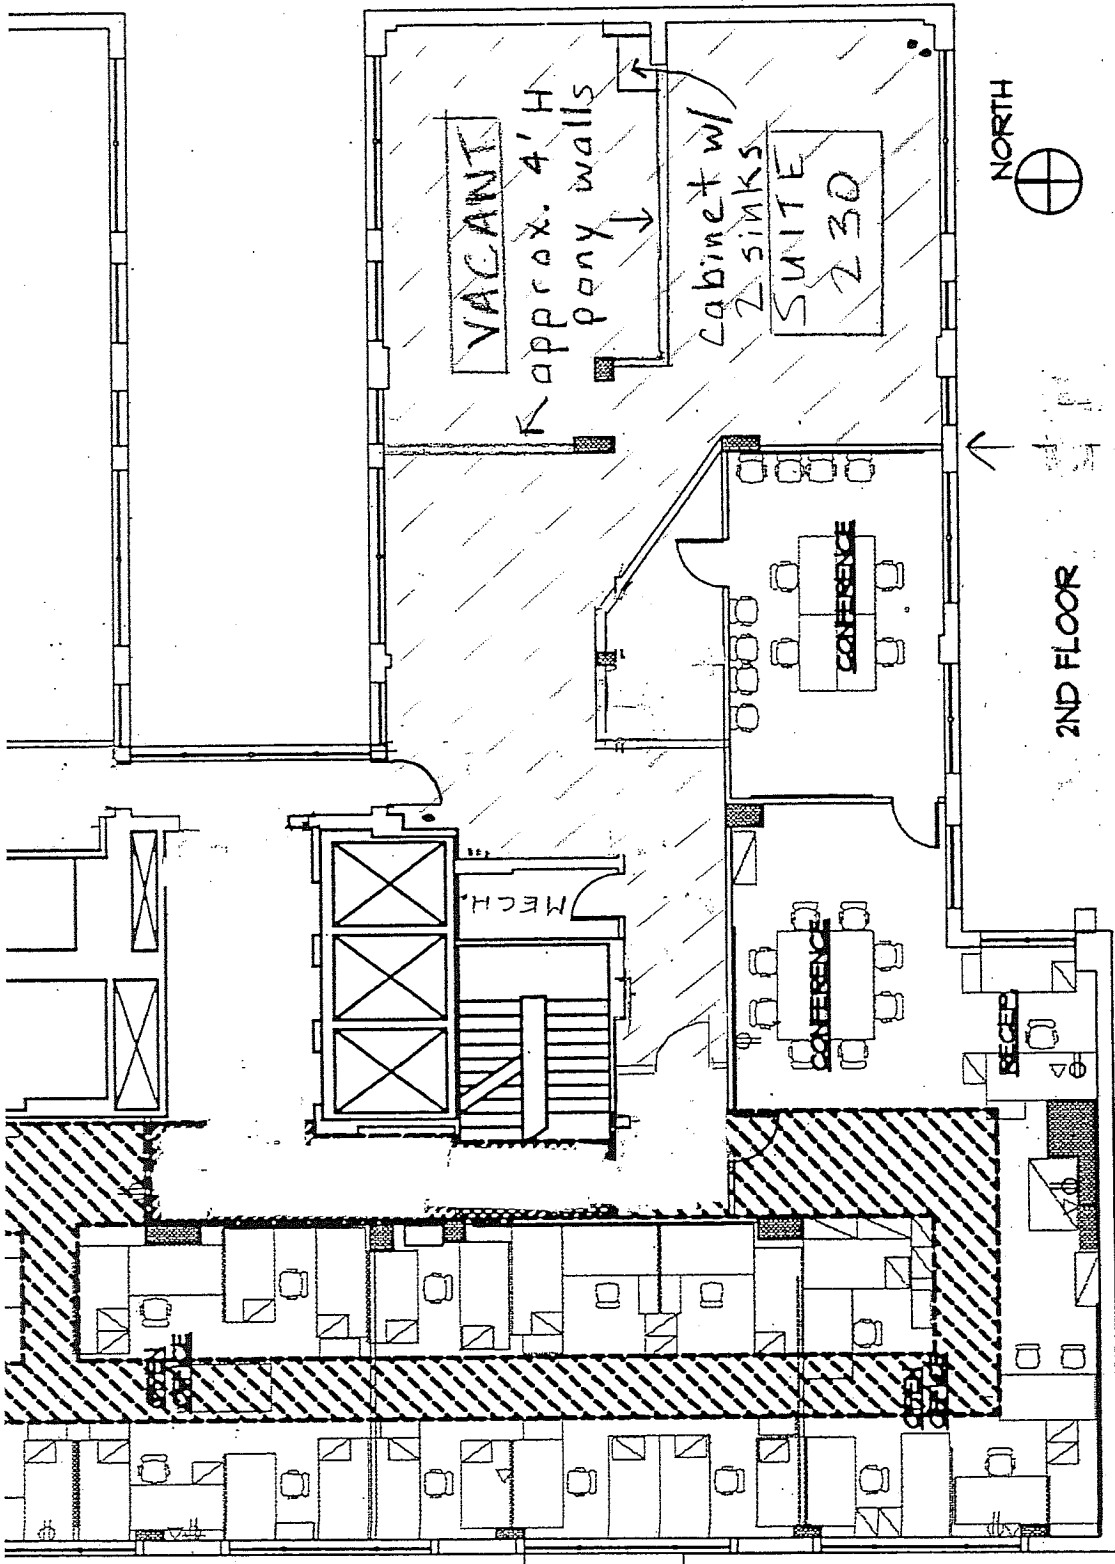 VACANT
approx. 4' H
pony walls
cabinet w/
2 sinks
SUITE
230
NORTH
CONFERENCE
2ND FLOOR
MECH.
CONFERENCE
RECEP.
OPEN
OFFICE
OPEN
OFFICE